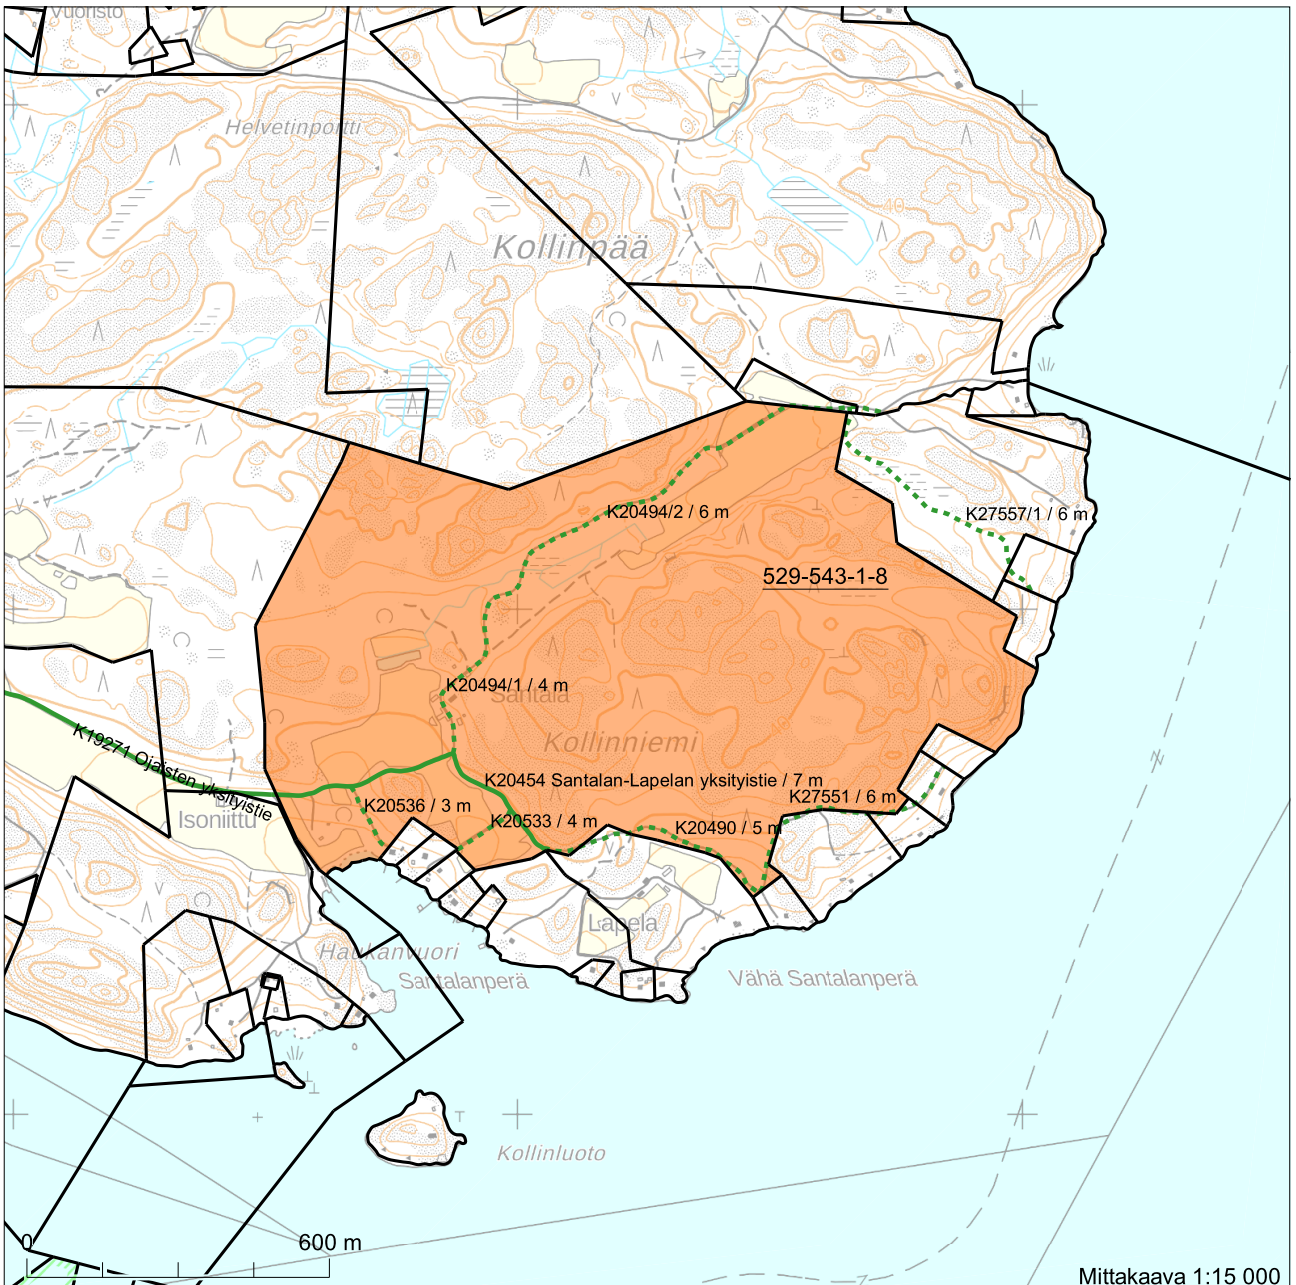 Vuoristo
Helvetinportti
Kollinpää
40
K20494/2 / 6 m
K27557/1 / 6 m
529-543-1-8
K20494/1 / 4 m
Santala
Kollinniemi
K19271 Ojaisten yksityistie
K20454 Santalan-Lapelan yksityistie / 7 m
K27551 / 6 m
K20536 / 3 m
K20533 / 4 m
K20490 / 5 m
Isoniittu
Lapela
Haukanvuori
Santalanperä
Vähä Santalanperä
Kollinluoto
0
600 m
Mittakaava 1:15 000